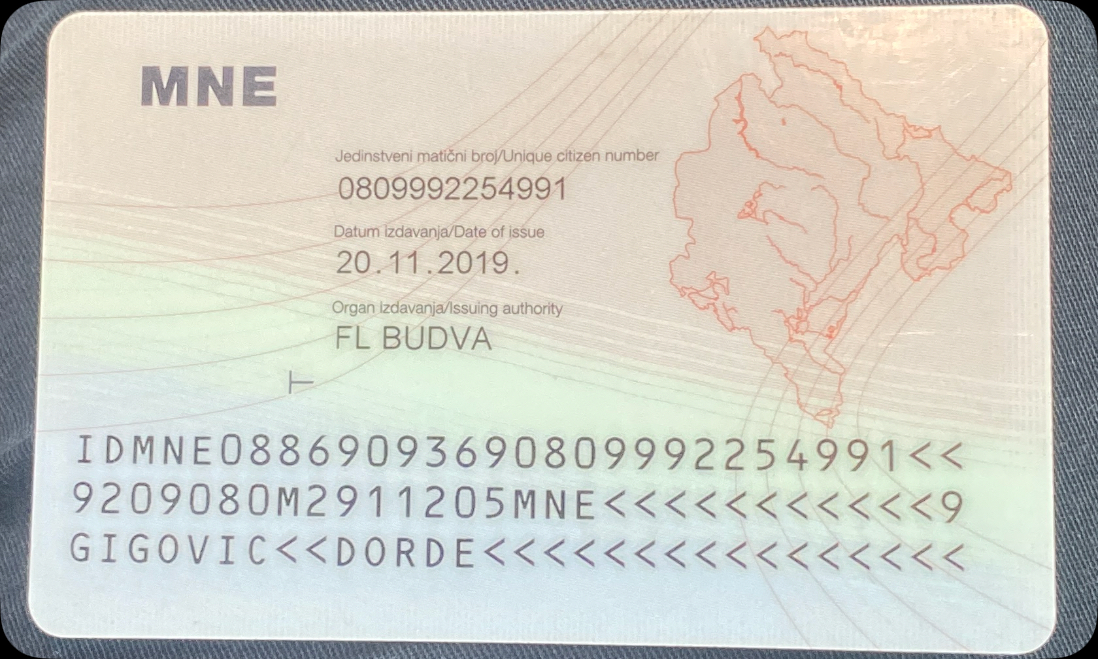 MNE
Jedinstveni matični broj/Unique citizen number
0809992254991
Datum izdavanja/Date of issue
20.11.2019.
Organ Izdavanja/Issuing authority
FL BUDVA
IDMNE08869093690809992254991<<
9209080M2911205MNE<<<<<<<<<<<9
GIGOVIC<<DORDE<<<<<<<<<<<<<<<<